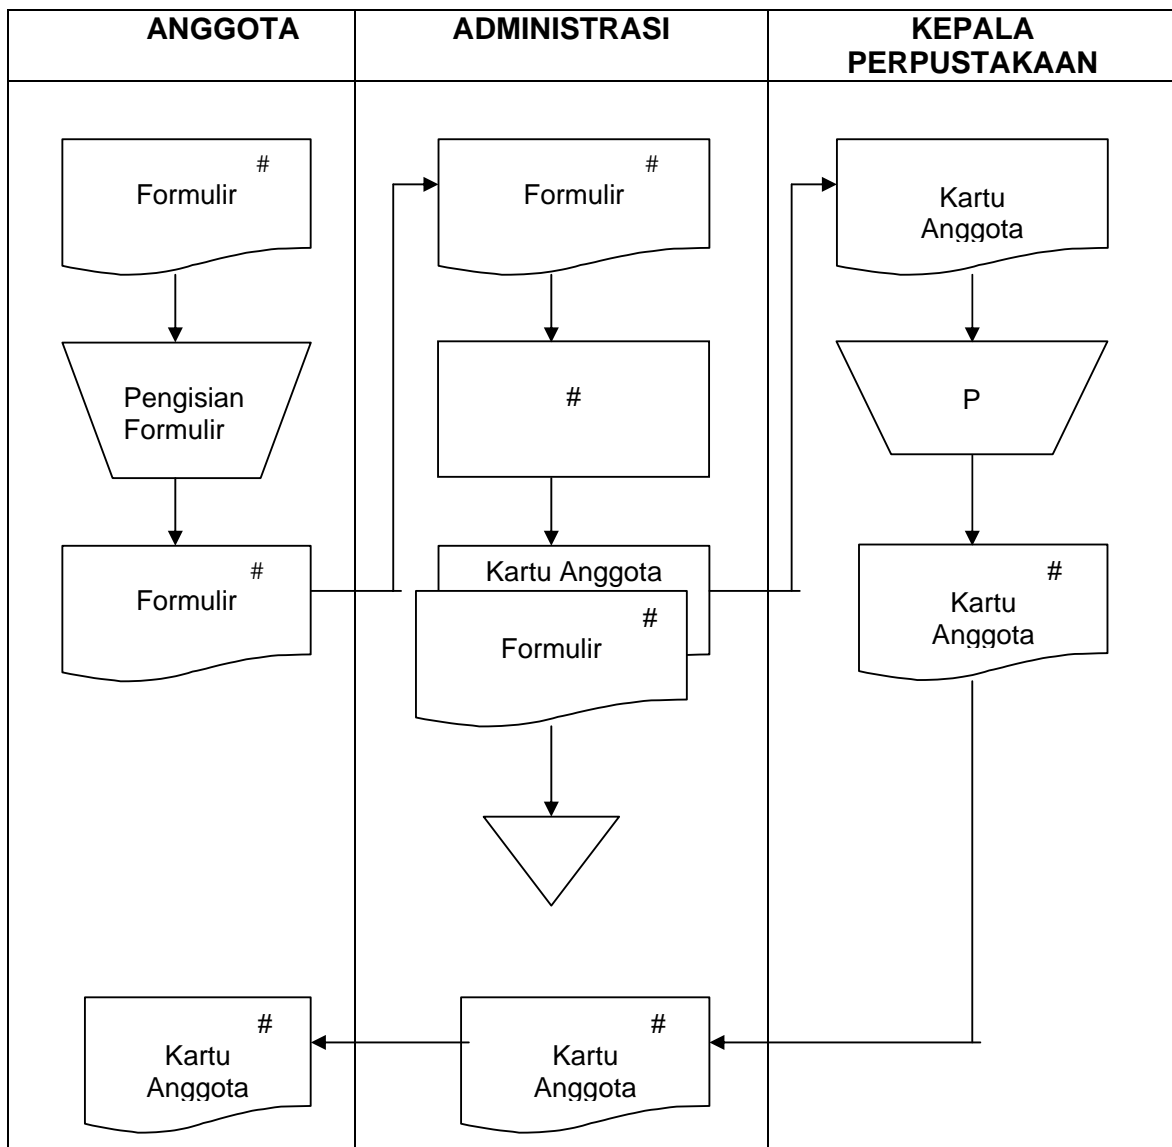 ANGGOTA
ADMINISTRASI
KEPALA
PERPUSTAKAAN
#
Formulir
#
Formulir
Kartu
Anggota
Pengisian
Formulir
#
P
#
Formulir
Kartu Anggota
#
Formulir
#
Kartu
Anggota
#
Kartu
Anggota
#
Kartu
Anggota